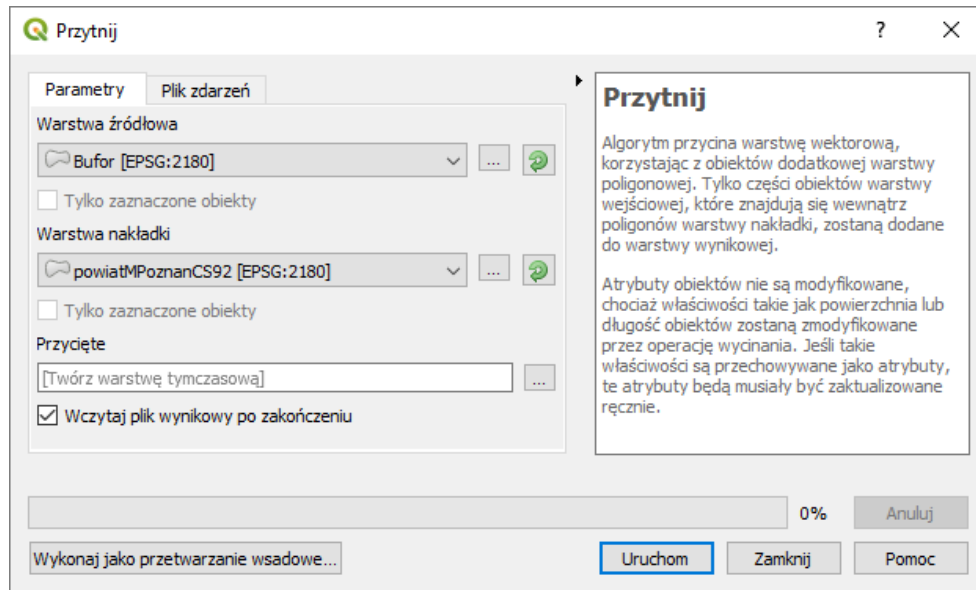 Przytnij
?
Parametry
Plik zdarzeń
Warstwa źródłowa
Bufor [EPSG:2180]
...
Tylko zaznaczone obiekty
Warstwa nakładki
powiatMPoznanCS92 [EPSG:2180]
...
Tylko zaznaczone obiekty
Przycięte
[Twórz warstwę tymczasową]
...
Wczytaj plik wynikowy po zakończeniu
Przytnij
Algorytm przycina warstwę wektorową,
korzystając z obiektów dodatkowej warstwy
poligonowej. Tylko części obiektów warstwy
wejściowej, które znajdują się wewnątrz
poligonów warstwy nakładki, zostaną dodane
do warstwy wynikowej.
Atrybuty obiektów nie są modyfikowane,
chociaż właściwości takie jak powierzchnia lub
długość obiektów zostaną zmodyfikowane
przez operację wycinania. Jeśli takie
właściwości są przechowywane jako atrybuty,
te atrybuty będą musiały być zaktualizowane
ręcznie.
0%
Anuluj
Wykonaj jako przetwarzanie wsadowe...
Uruchom
Zamknij
Pomoc